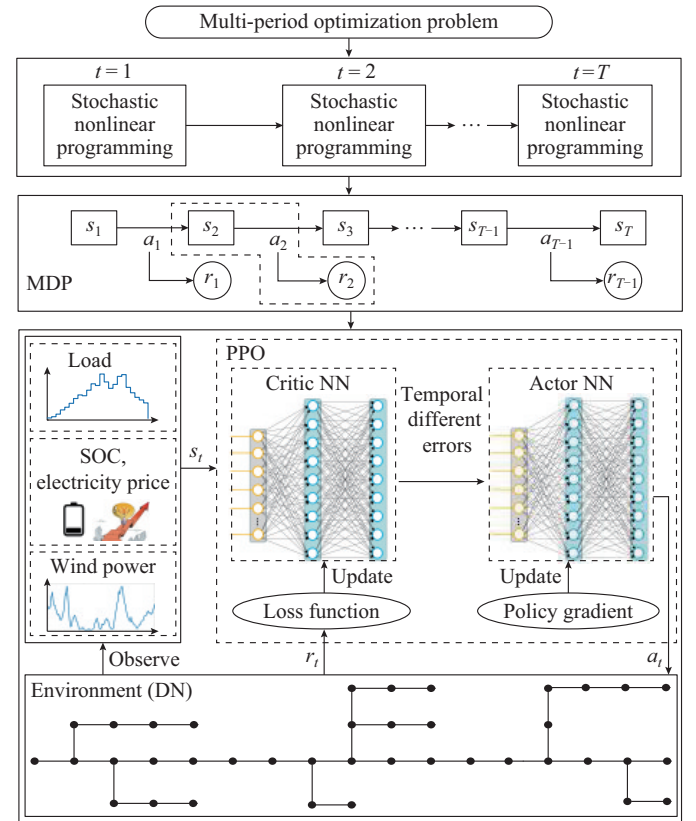 Multi-period optimization problem
t = 1
t = 2
t = T
Stochastic
nonlinear
programming
Stochastic
nonlinear
programming
...
Stochastic
nonlinear
programming
s1
s2
s3
...
sT−1
sT
a1
a2
aT−1
r1
r2
rT−1
MDP
PPO
Load
Critic NN
Temporal
different
errors
Actor NN
SOC,
electricity price
st
Wind power
Update
Update
Loss function
Policy gradient
Observe
rt
at
Environment (DN)